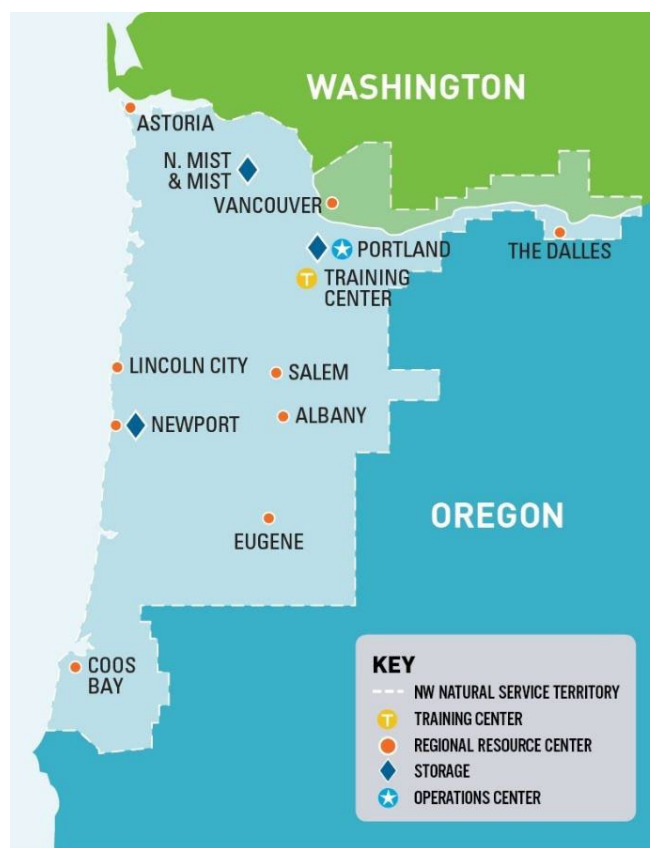 WASHINGTON
ASTORIA
N. MIST
& MIST
VANCOUVER
PORTLAND
THE DALLES
T
TRAINING
CENTER
LINCOLN CITY
SALEM
ALBANY
NEWPORT
OREGON
EUGENE
COOS
BAY
KEY
NW NATURAL SERVICE TERRITORY
T
TRAINING CENTER
REGIONAL RESOURCE CENTER
STORAGE
OPERATIONS CENTER